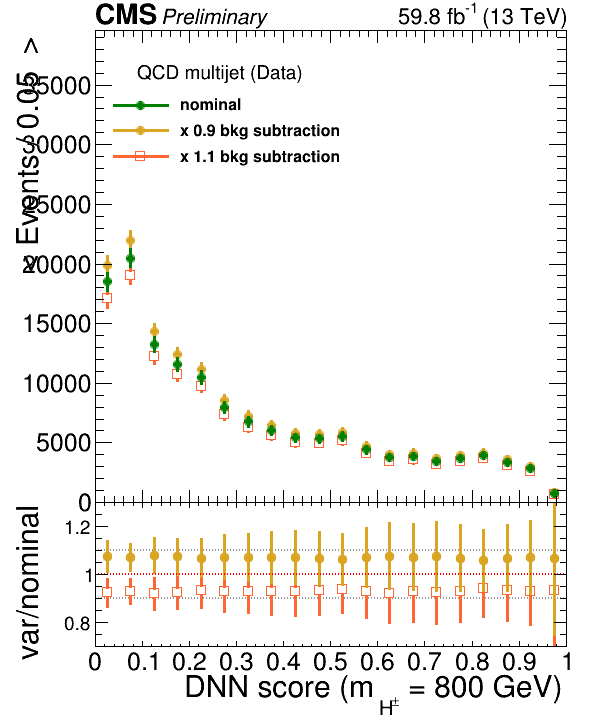 CMS Preliminary 59.8 fb⁻¹ (13 TeV)
< Events / 0.05 >
QCD multijet (Data)
nominal
x 0.9 bkg subtraction
x 1.1 bkg subtraction
35000
30000
25000
20000
15000
10000
5000
0
var/nominal
1.2
1
0.8
0 0.1 0.2 0.3 0.4 0.5 0.6 0.7 0.8 0.9 1
DNN score (m_H± = 800 GeV)